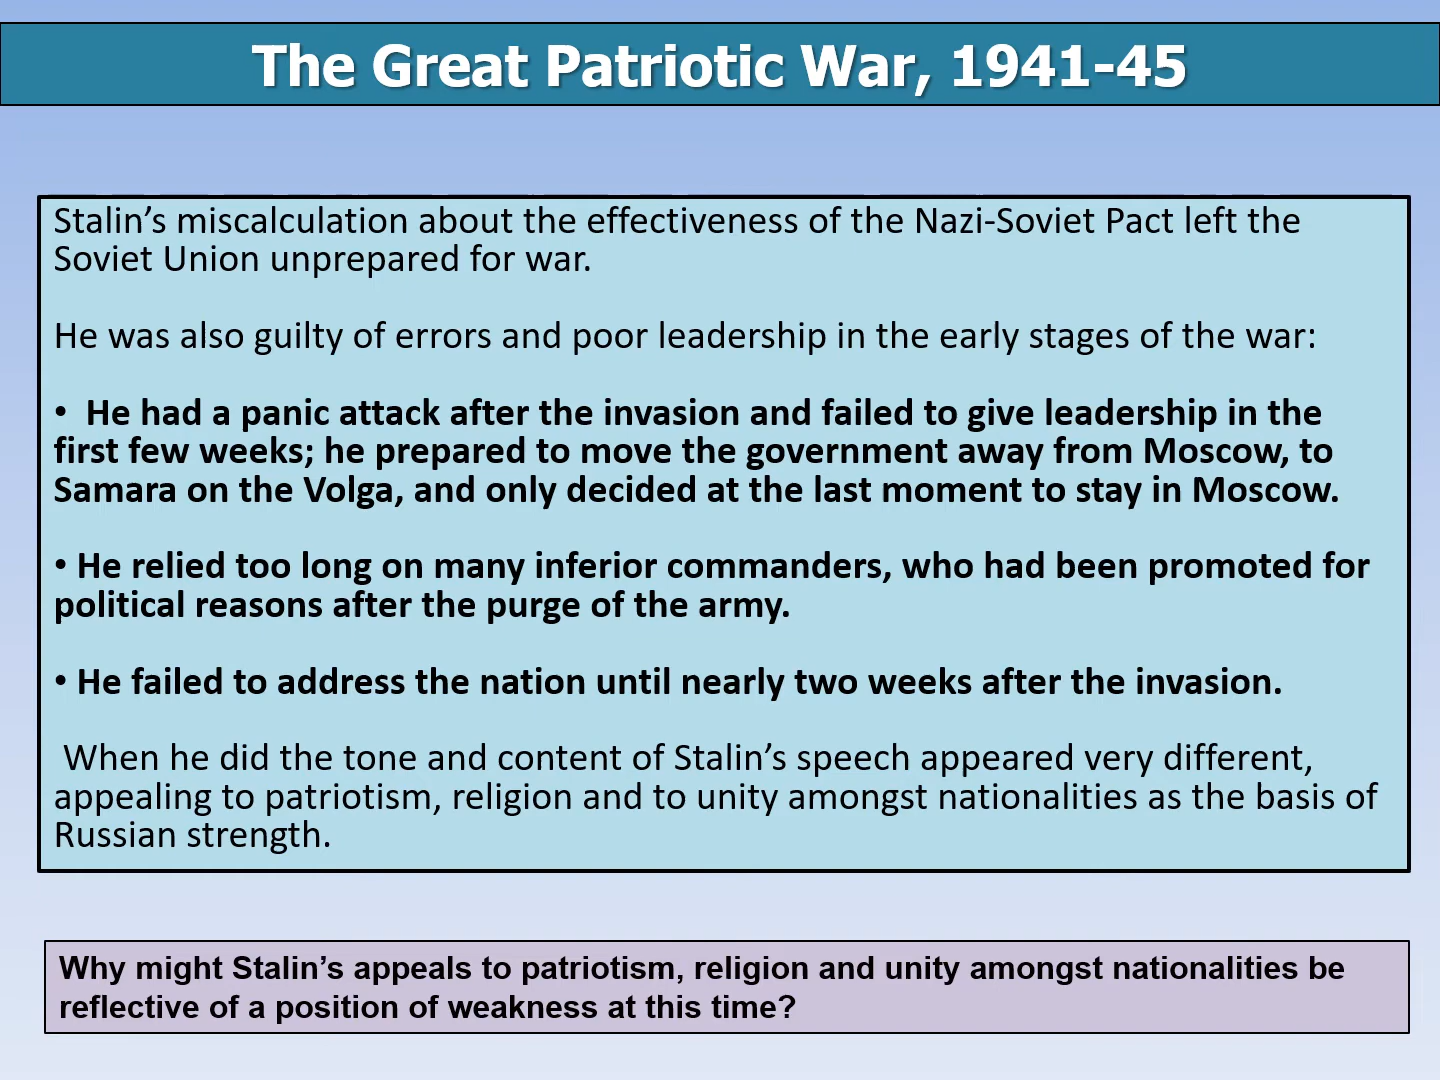 The Great Patriotic War, 1941-45
Stalin’s miscalculation about the effectiveness of the Nazi-Soviet Pact left the
Soviet Union unprepared for war.
He was also guilty of errors and poor leadership in the early stages of the war:
• He had a panic attack after the invasion and failed to give leadership in the
first few weeks; he prepared to move the government away from Moscow, to
Samara on the Volga, and only decided at the last moment to stay in Moscow.
• He relied too long on many inferior commanders, who had been promoted for
political reasons after the purge of the army.
• He failed to address the nation until nearly two weeks after the invasion.
When he did the tone and content of Stalin’s speech appeared very different,
appealing to patriotism, religion and to unity amongst nationalities as the basis of
Russian strength.
Why might Stalin’s appeals to patriotism, religion and unity amongst nationalities be
reflective of a position of weakness at this time?